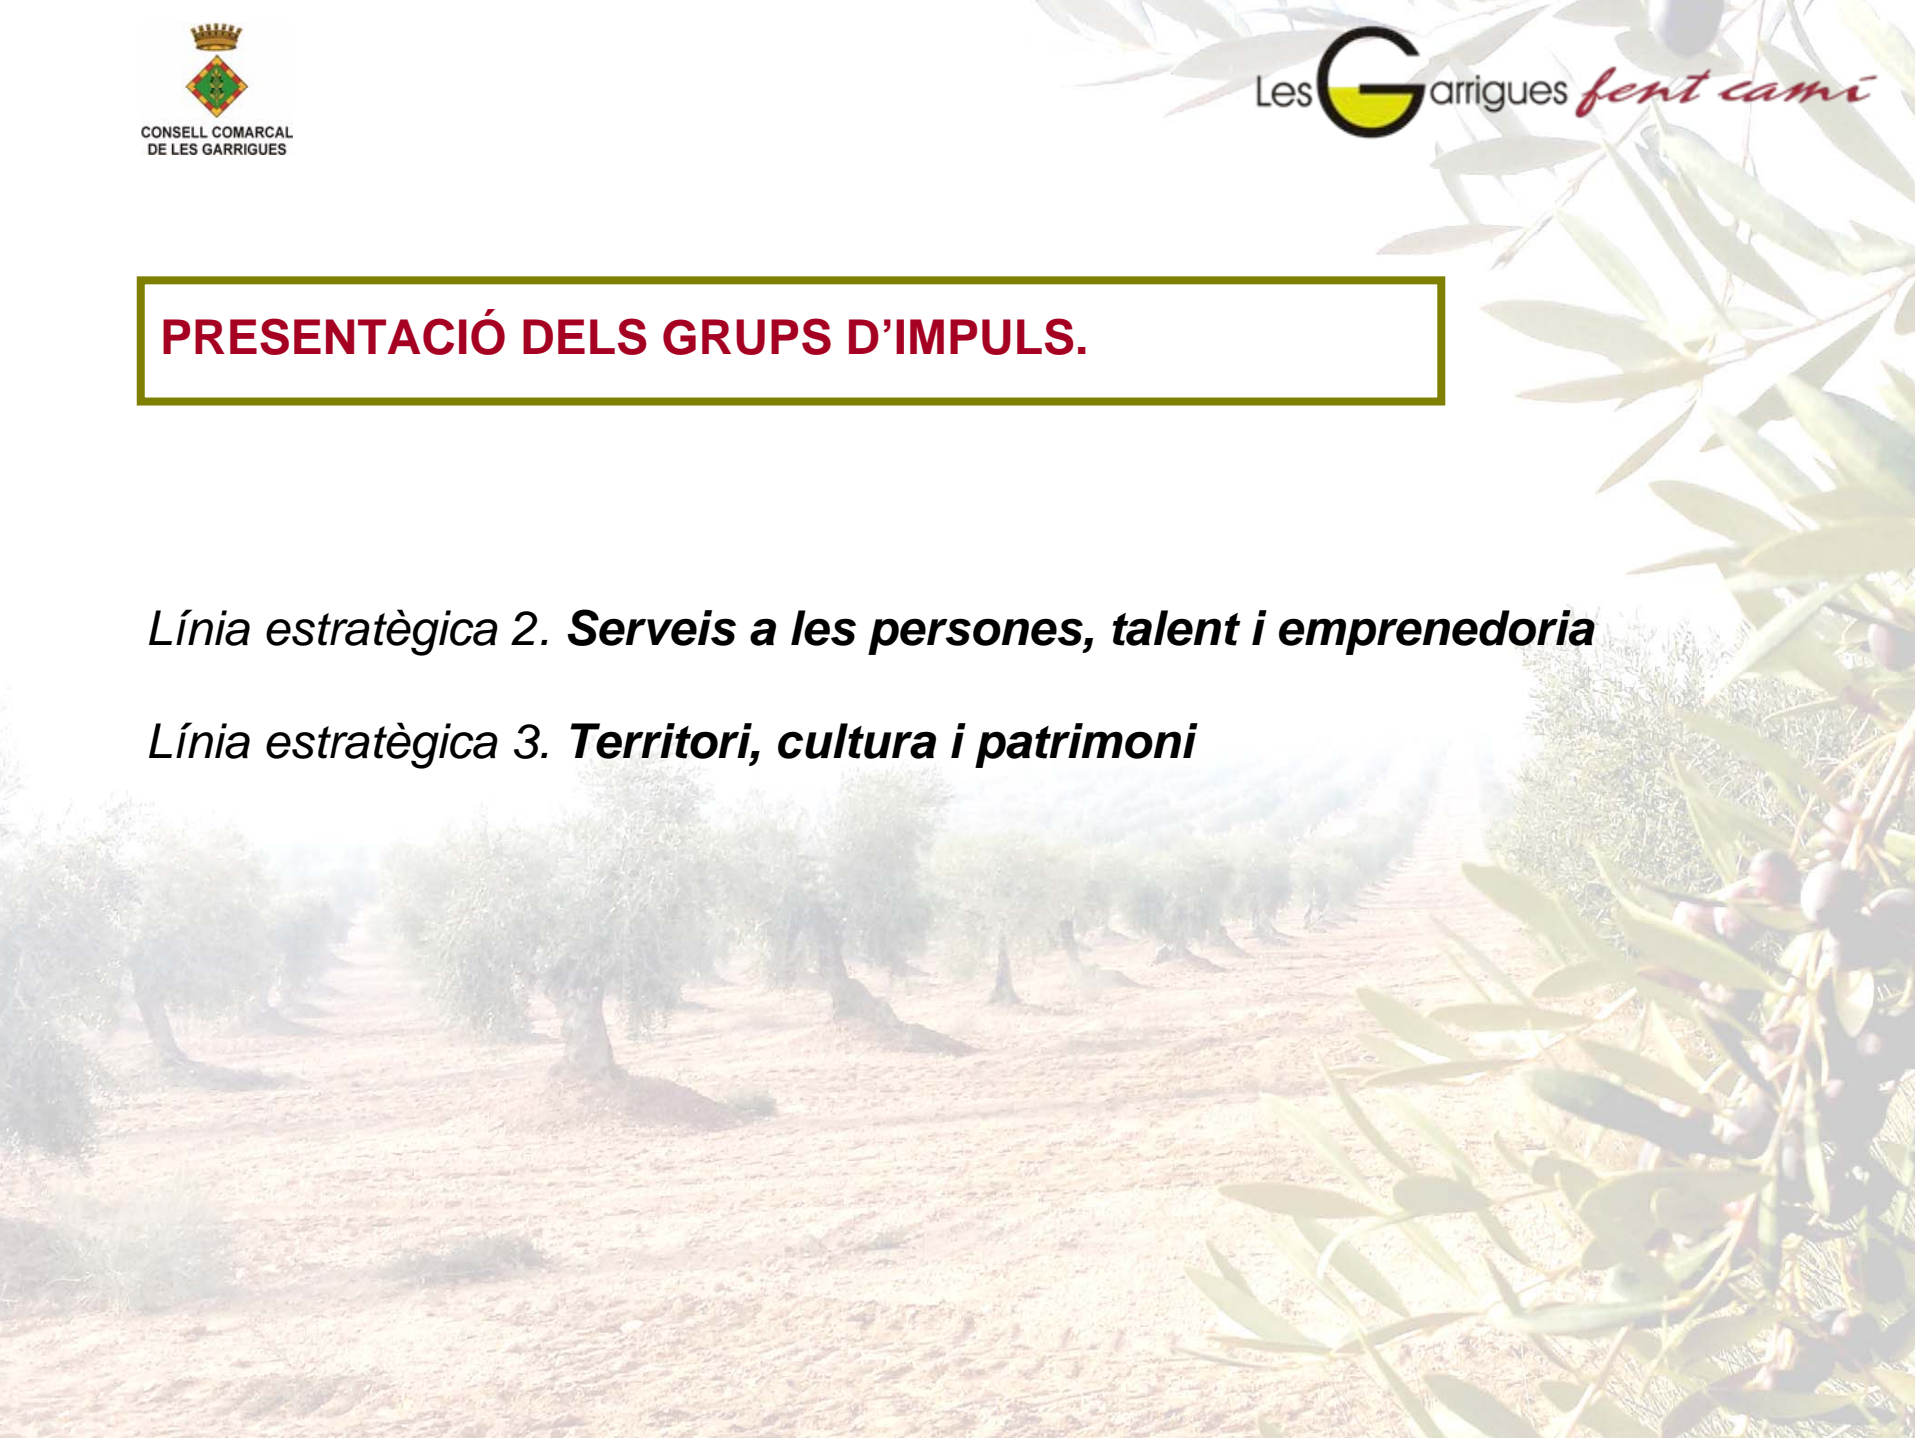 CONSELL COMARCAL
DE LES GARRIGUES
Les Garrigues fent camí
PRESENTACIÓ DELS GRUPS D’IMPULS.
Línia estratègica 2. Serveis a les persones, talent i emprenedoria
Línia estratègica 3. Territori, cultura i patrimoni